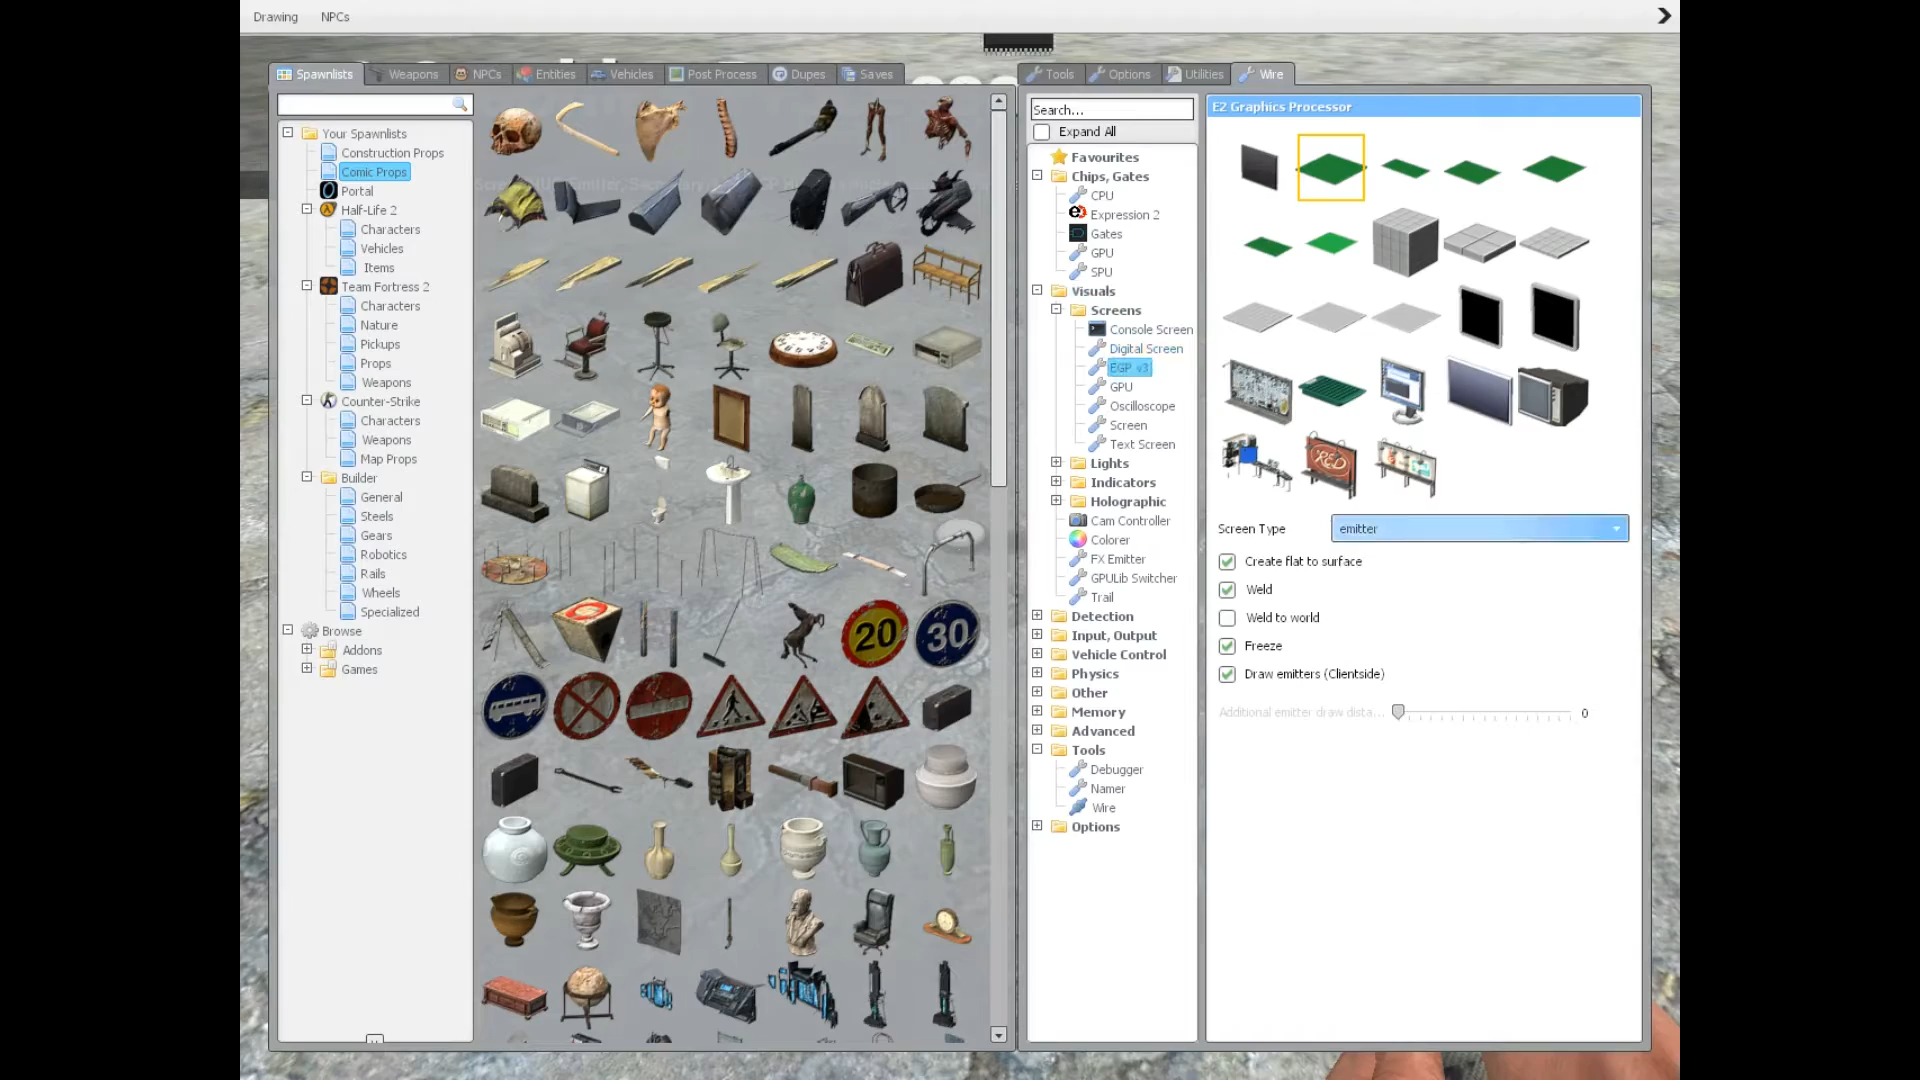 Drawing NPCs
Spawnlists Weapons NPCs Entities Vehicles Post Process Dupes Saves
Tools Options Utilities Wire
Your Spawnlists
Construction Props
Comic Props
Portal
Half-Life 2
Characters
Vehicles
Items
Team Fortress 2
Characters
Nature
Pickups
Props
Weapons
Counter-Strike
Characters
Weapons
Map Props
Builder
General
Steels
Gears
Robotics
Rails
Wheels
Specialized
Browse
Addons
Games
20
30
Search...
Expand All
Favourites
Chips, Gates
CPU
Expression 2
Gates
GPU
SPU
Visuals
Screens
Console Screen
Digital Screen
EGP v3
GPU
Oscilloscope
Screen
Text Screen
Lights
Indicators
Holographic
Cam Controller
Colorer
FX Emitter
GPULib Switcher
Trail
Detection
Input, Output
Vehicle Control
Physics
Other
Memory
Advanced
Tools
Debugger
Namer
Wire
Options
E2 Graphics Processor
RED
Screen Type emitter
Create flat to surface
Weld
Weld to world
Freeze
Draw emitters (Clientside)
Additional emitter draw dista... 0